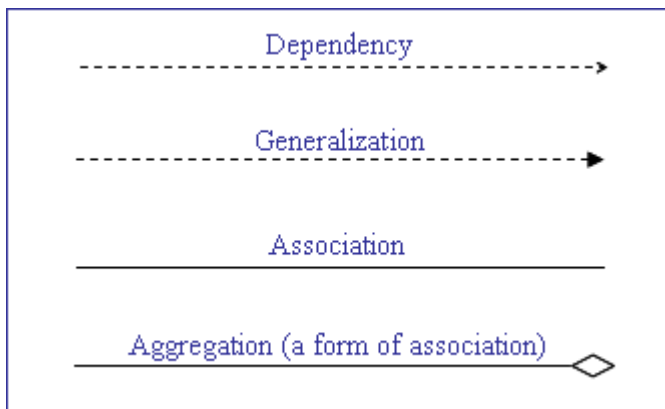 Dependency
Generalization
Association
Aggregation (a form of association)